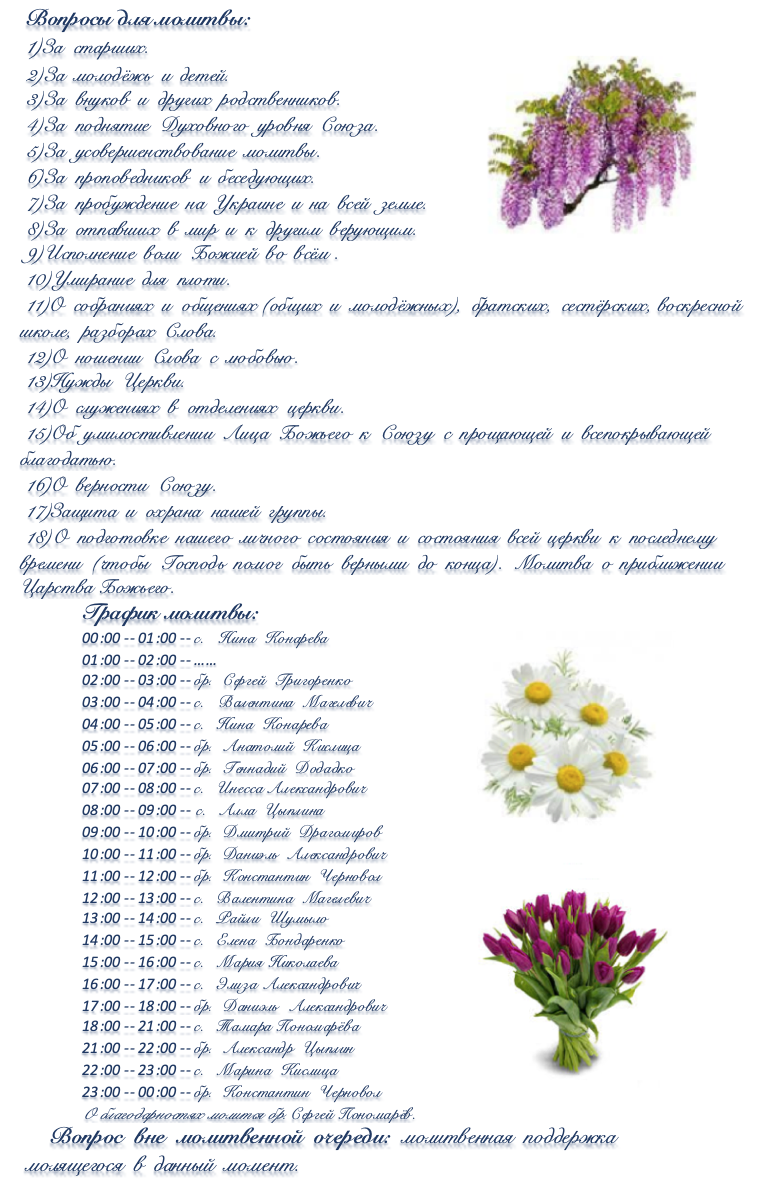 Вопросы для молитвы:
1)За старших.
2)За молодёжь и детей.
3)За внуков и других родственников.
4)За поднятие Духовного уровня Союза.
5)За усовершенствование молитвы.
6)За проповедников и беседующих.
7)За пробуждение на Украине и на всей земле.
8)За отпавших в мир и к другим верующим.
9)Исполнение воли Божией во всём .
10)Умирание для плоти.
11)О собраниях и общениях (общих и молодёжных), братских, сестёрских, воскресной
школе, разборах Слова.
12)О ношении Слова с любовью.
13)Нужды Церкви.
14)О служениях в отделениях церкви.
15)Об умилостивлении Лица Божьего к Союзу с прощающей и всепокрывающей
благодатью.
16)О верности Союзу.
17)Защита и охрана нашей группы.
18)О подготовке нашего личного состояния и состояния всей церкви к последнему
времени (чтобы Господь помог быть верными до конца). Молитва о приближении
Царства Божьего.
График молитвы:
00:00 -- 01:00 -- с. Нина Конарева
01:00 -- 02:00 -- ......
02:00 -- 03:00 -- бр. Сергей Григоренко
03:00 -- 04:00 -- с. Валентина Магелевич
04:00 -- 05:00 -- с. Нина Конарева
05:00 -- 06:00 -- бр. Анатолий Кислица
06:00 -- 07:00 -- бр. Геннадий Додадко
07:00 -- 08:00 -- с. Инесса Александрович
08:00 -- 09:00 -- с. Алла Цыплина
09:00 -- 10:00 -- бр. Дмитрий Драгомиров
10:00 -- 11:00 -- бр. Даниэль Александрович
11:00 -- 12:00 -- бр. Константин Черновол
12:00 -- 13:00 -- с. Валентина Магелевич
13:00 -- 14:00 -- с. Райли Шумыло
14:00 -- 15:00 -- с. Елена Бондаренко
15:00 -- 16:00 -- с. Мария Николаева
16:00 -- 17:00 -- с. Элиза Александрович
17:00 -- 18:00 -- бр. Даниэль Александрович
18:00 -- 21:00 -- с. Тамара Пономарёва
21:00 -- 22:00 -- бр. Александр Цыплин
22:00 -- 23:00 -- с. Марина Кислица
23:00 -- 00:00 -- бр. Константин Черновол
О благодарностях молится бр. Сергей Пономарёв.
Вопрос вне молитвенной очереди: молитвенная поддержка
молящегося в данный момент.